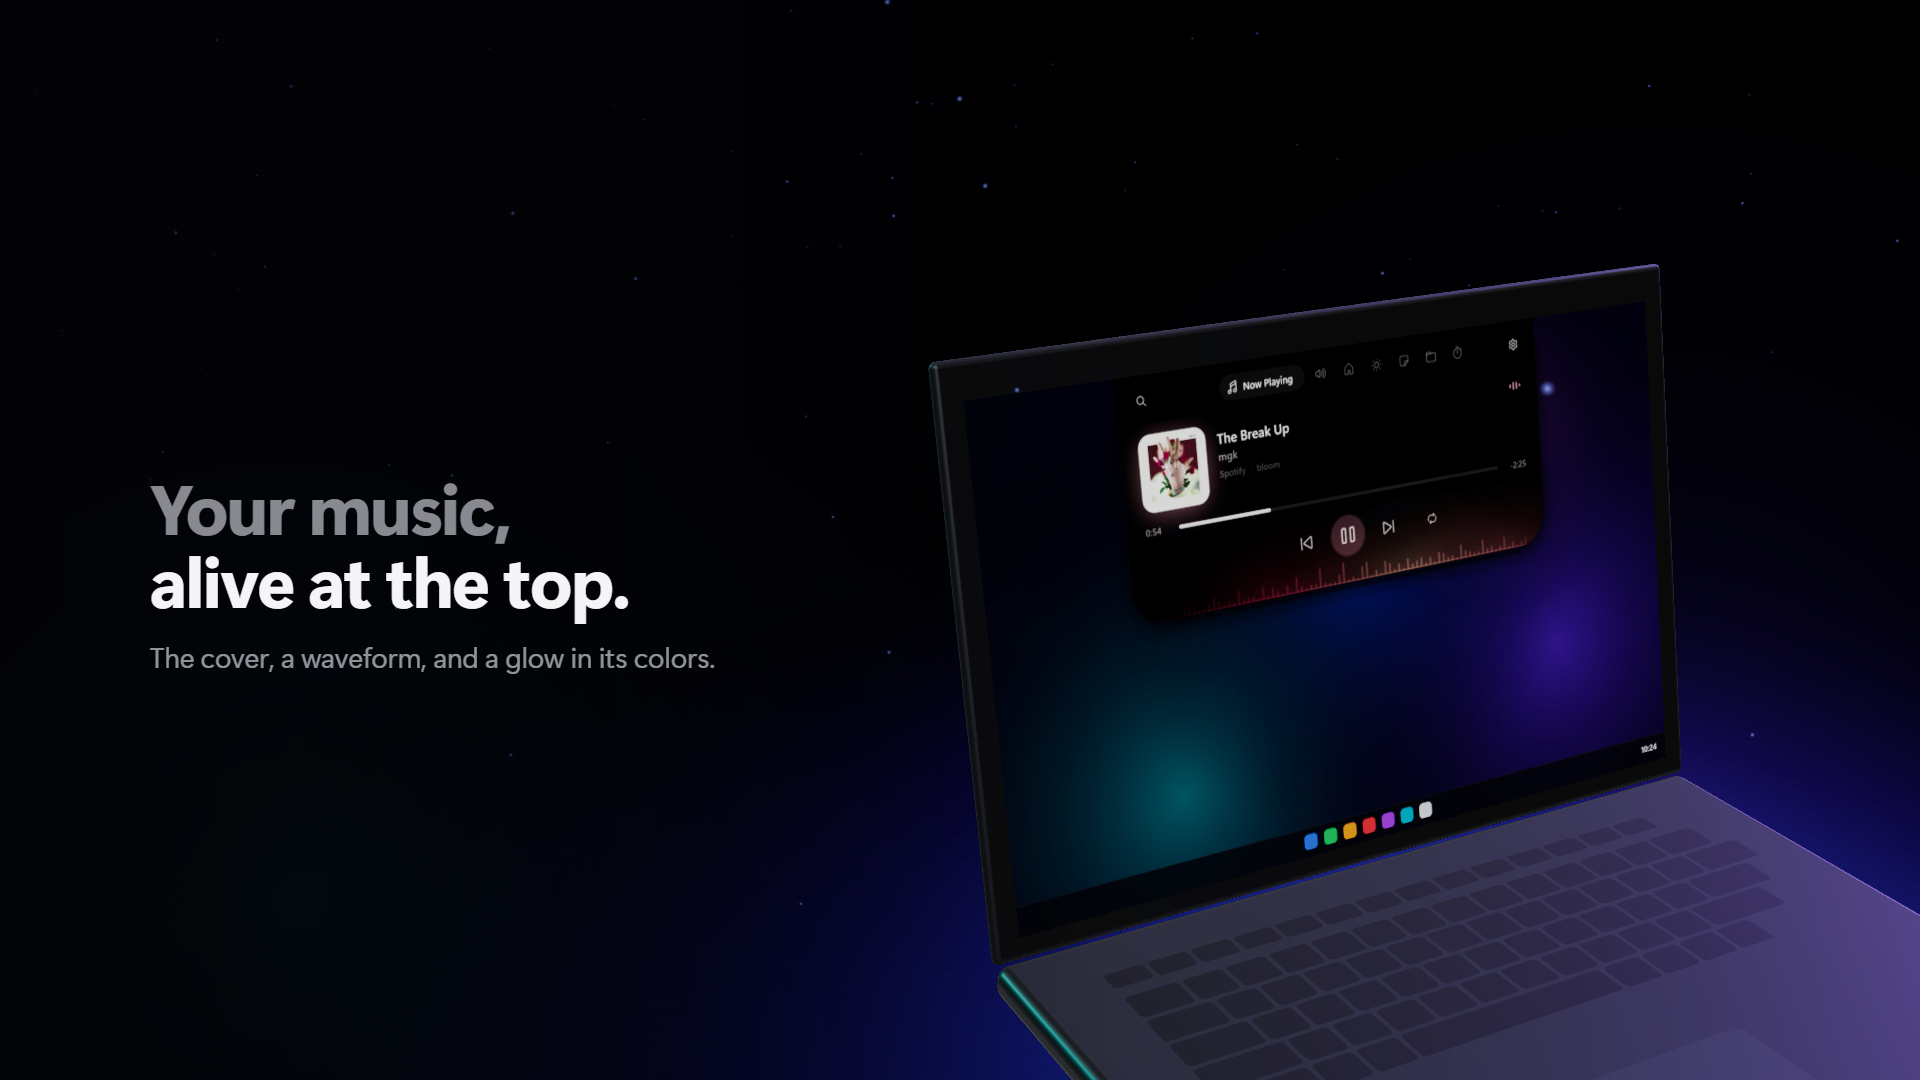 Your music,
alive at the top.
The cover, a waveform, and a glow in its colors.
Now Playing
The Break Up
mgk
Spotify · bloom
0:54
-2:25
10:24